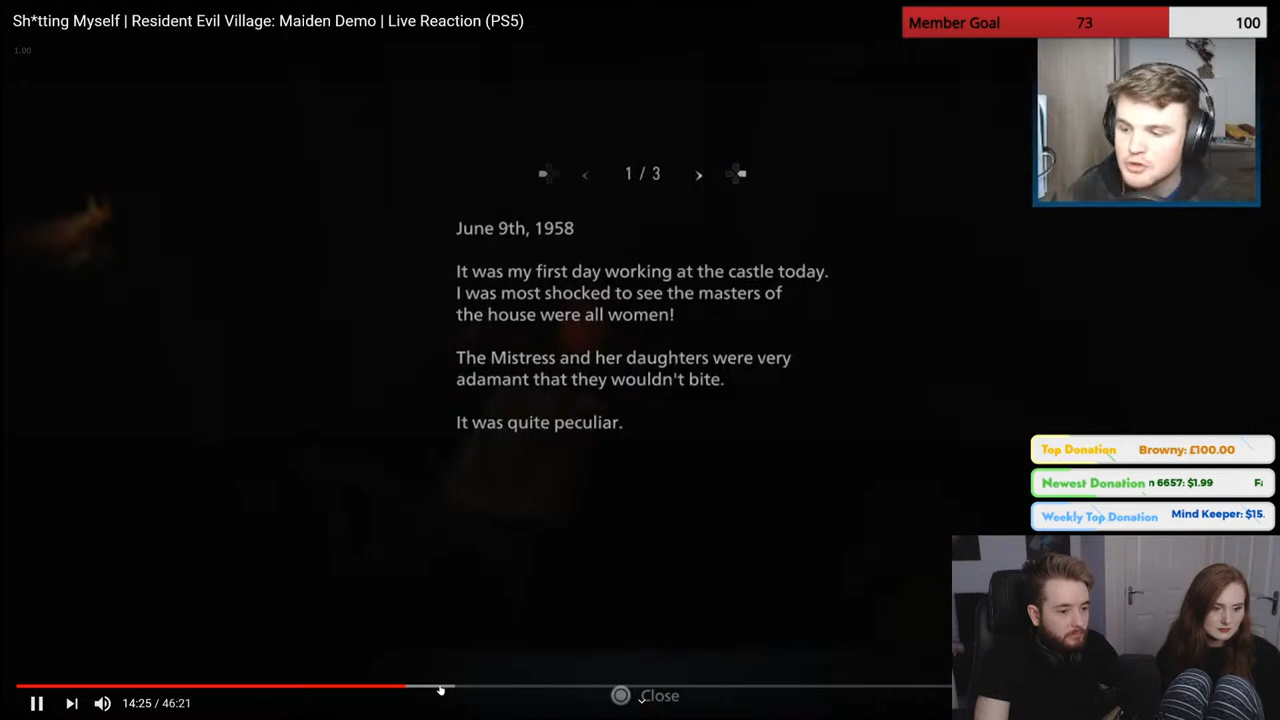 Sh*tting Myself | Resident Evil Village: Maiden Demo | Live Reaction (PS5)
Member Goal 73 100
1.00
1 / 3
June 9th, 1958
It was my first day working at the castle today.
I was most shocked to see the masters of
the house were all women!
The Mistress and her daughters were very
adamant that they wouldn't bite.
It was quite peculiar.
Top Donation Browny: £100.00
Newest Donation n 6657: $1.99
Weekly Top Donation Mind Keeper: $15.
Close
14:25 / 46:21